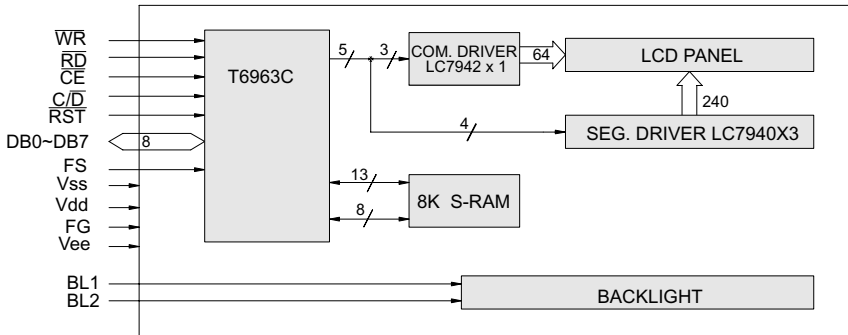 WR
RD
CE
C/D
RST
DB0~DB7
8
FS
Vss
Vdd
FG
Vee
BL1
BL2
T6963C
5
3
COM. DRIVER
LC7942 x 1
64
LCD PANEL
240
4
SEG. DRIVER LC7940X3
13
8
8K S-RAM
BACKLIGHT